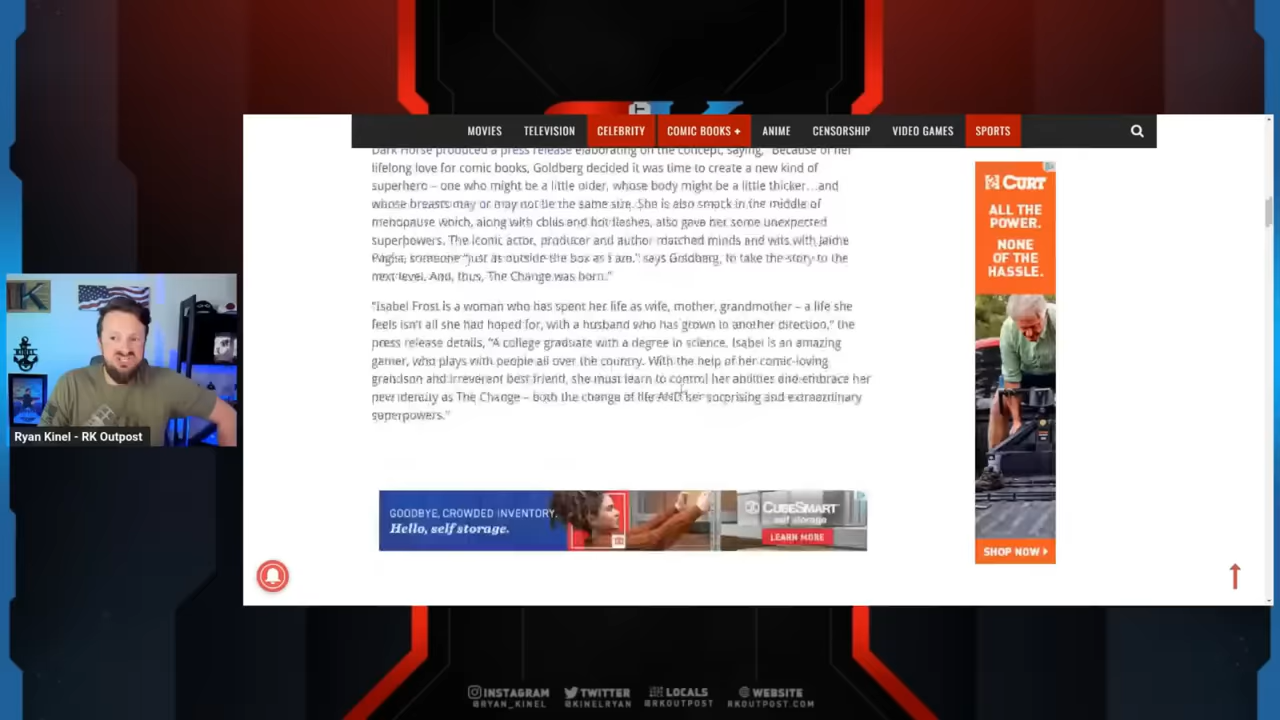 MOVIES TELEVISION CELEBRITY COMIC BOOKS + ANIME CENSORSHIP VIDEO GAMES SPORTS
Dark Horse produced a press release elaborating on the concept, saying, "Because of her
lifelong love for comic books, Goldberg decided it was time to create a new kind of
superhero – one who might be a little older, whose body might be a little thicker…and
whose breasts may or may not be the same size. She is also smack in the middle of
menopause which, along with chills and hot flashes, also gave her some unexpected
superpowers. The iconic actor, producer and author matched minds and wits with Jaime
Paglia, someone "just as outside the box as I am," says Goldberg, to take the story to the
next level. And, thus, The Change was born."
"Isabel Frost is a woman who has spent her life as wife, mother, grandmother – a life she
feels isn't all she had hoped for, with a husband who has grown in another direction," the
press release details, "A college graduate with a degree in science, Isabel is an amazing
gamer, who plays with people all over the country. With the help of her comic-loving
grandson and irreverent best friend, she must learn to control her abilities and embrace her
new identity as The Change – both the change of life AND her surprising and extraordinary
superpowers."
CURT
ALL THE
POWER.
NONE
OF THE
HASSLE.
SHOP NOW
Ryan Kinel - RK Outpost
GOODBYE, CROWDED INVENTORY.
Hello, self storage.
CUBESMART
self storage
LEARN MORE
INSTAGRAM
@RYAN_KINEL
TWITTER
@KINELRYAN
LOCALS
@RKOUTPOST
WEBSITE
RKOUTPOST.COM